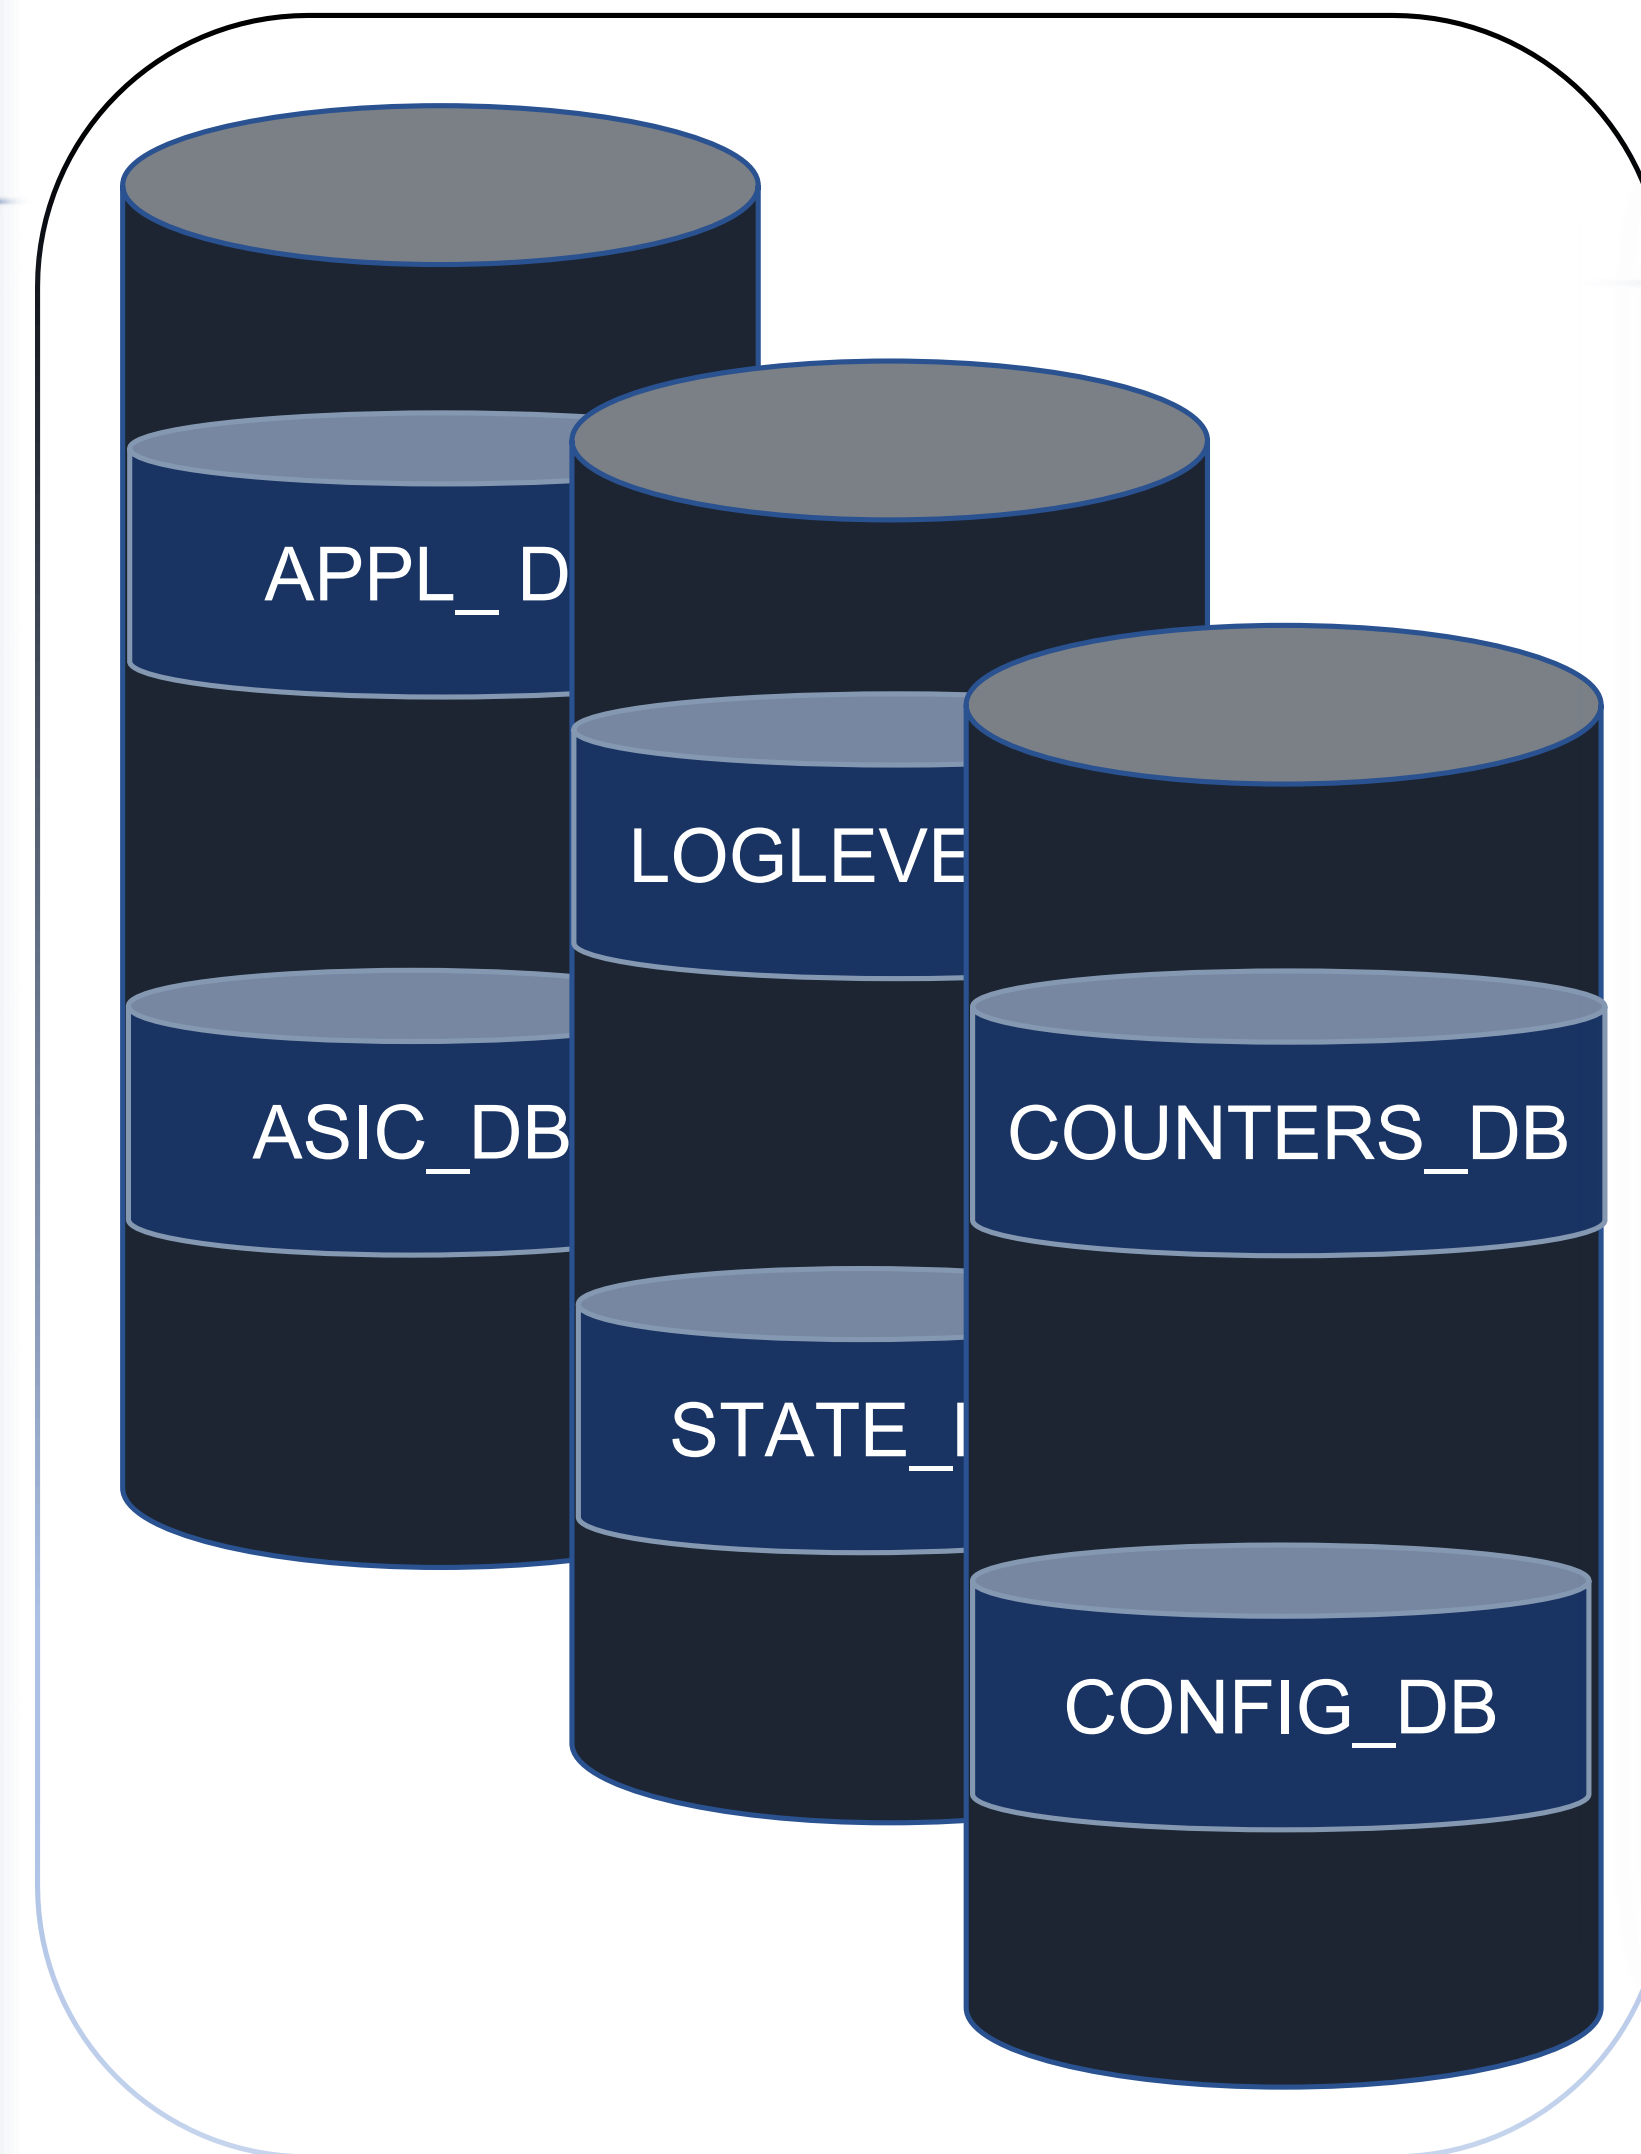 APPL_ D
LOGLEVE
ASIC_DB
COUNTERS_DB
STATE_
CONFIG_DB